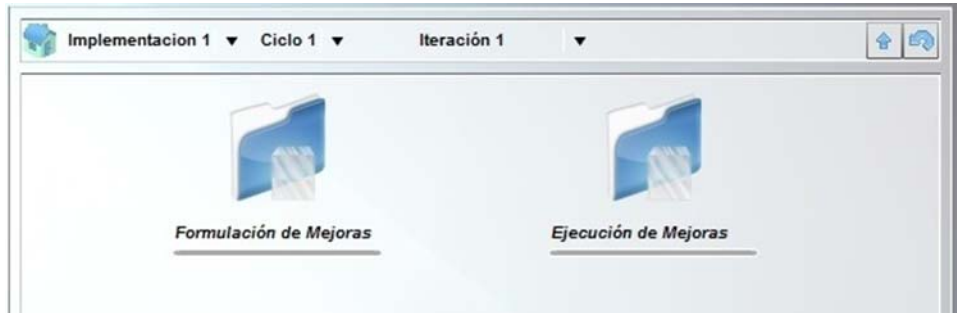 Implementacion 1 Ciclo 1 Iteración 1
Formulación de Mejoras Ejecución de Mejoras